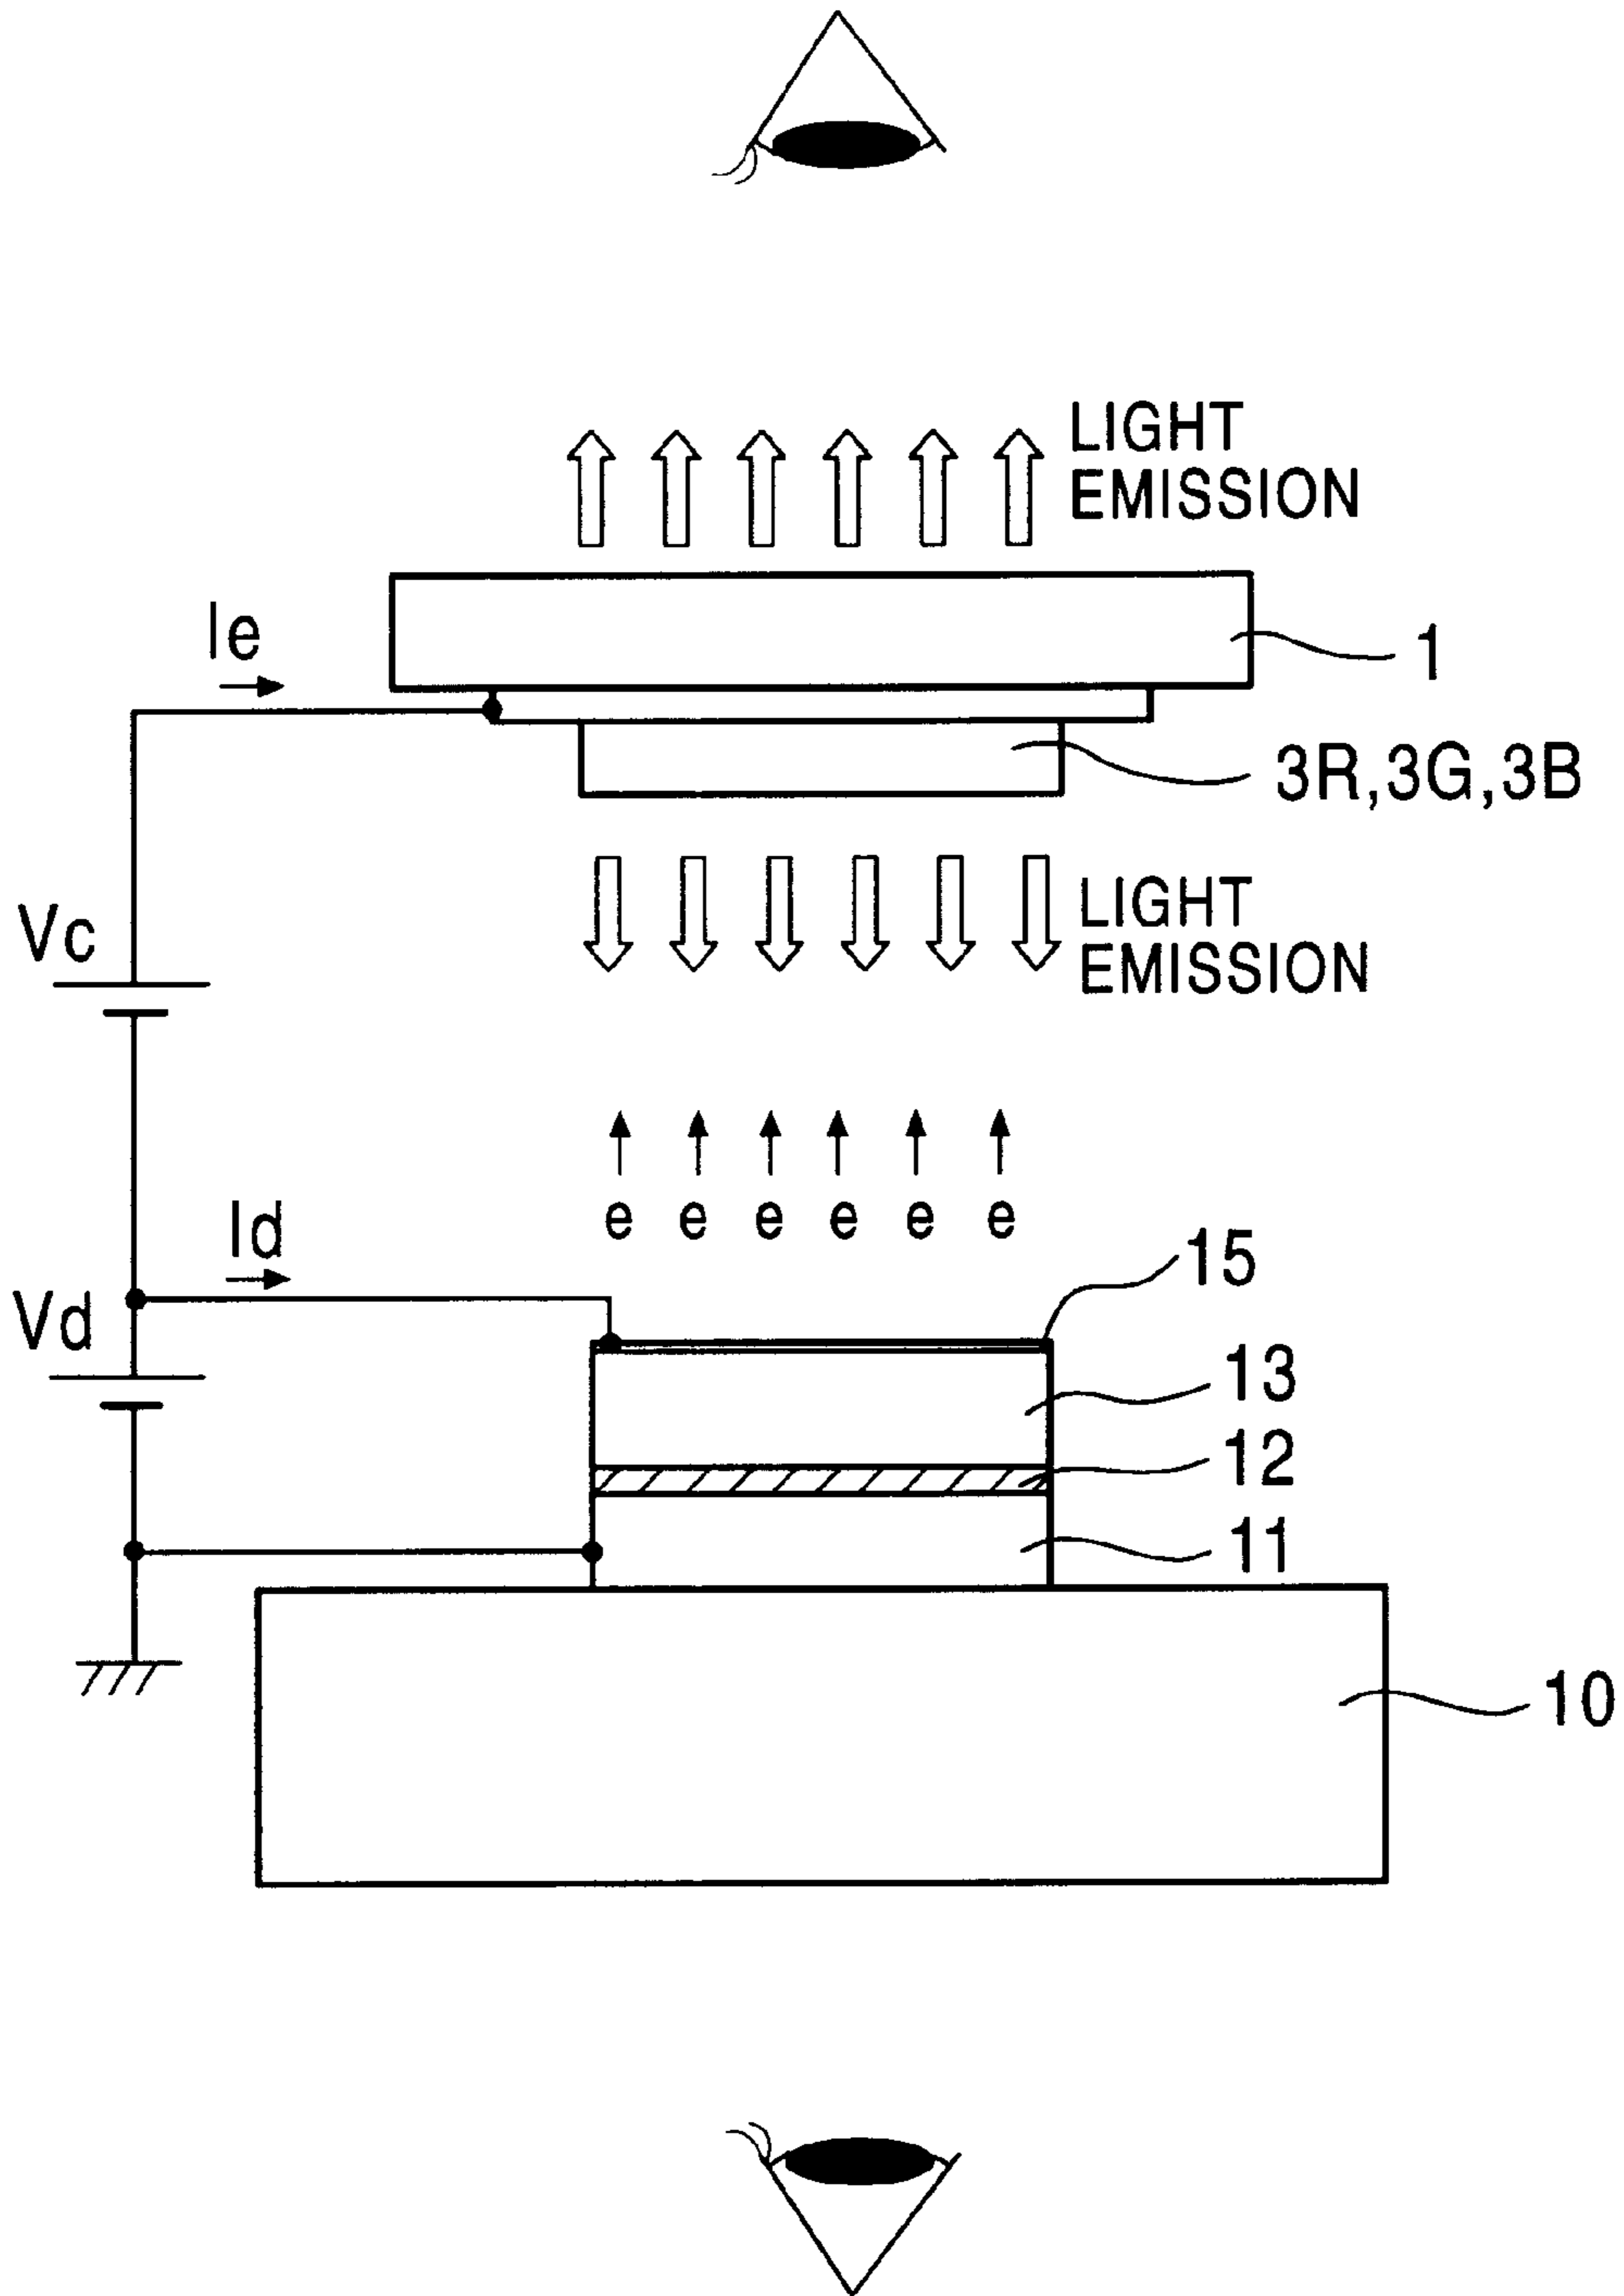 LIGHT
EMISSION
Ie
1
3R,3G,3B
LIGHT
EMISSION
Vc
e e e e e e
Id
15
Vd
13
12
11
10